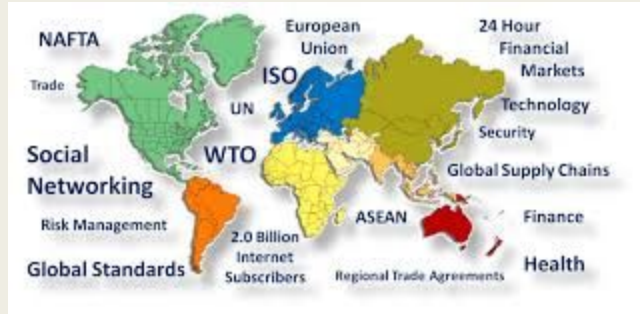 NAFTA
European
Union
24 Hour
Financial
Markets
Trade
ISO
UN
Technology
Security
Social
Networking
WTO
Global Supply Chains
Risk Management
ASEAN
Finance
2.0 Billion
Internet
Subscribers
Global Standards
Regional Trade Agreements
Health